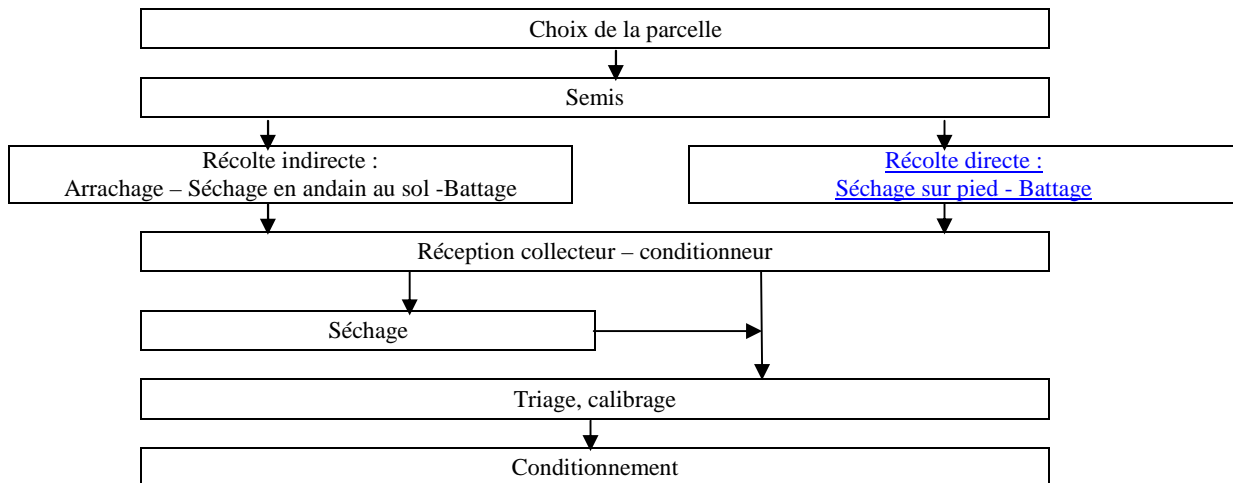 Choix de la parcelle
Semis
Récolte indirecte :
Arrachage – Séchage en andain au sol -Battage
Récolte directe :
Séchage sur pied - Battage
Réception collecteur – conditionneur
Séchage
Triage, calibrage
Conditionnement